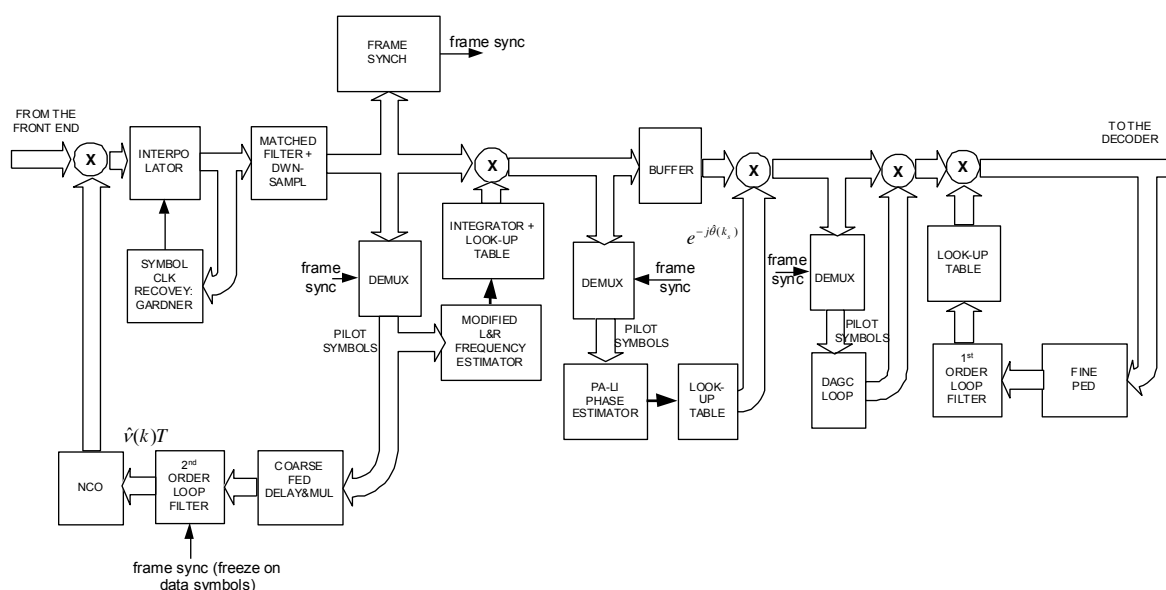 FRAME
SYNCH
frame sync
FROM THE
FRONT END
X
INTERPO
LATOR
MATCHED
FILTER +
DWN-
SAMPL
X
BUFFER
X
X
X
TO THE
DECODER
SYMBOL
CLK
RECOVEY:
GARDNER
frame
sync
DEMUX
INTEGRATOR +
LOOK-UP
TABLE
PILOT
SYMBOLS
MODIFIED
L&R
FREQUENCY
ESTIMATOR
DEMUX
frame
sync
PILOT
SYMBOLS
PA-LI
PHASE
ESTIMATOR
LOOK-
UP
TABLE
e^{-jθ̂(k_s)}
frame
sync
DEMUX
PILOT
SYMBOLS
DAGC
LOOP
LOOK-UP
TABLE
1st
ORDER
LOOP
FILTER
FINE
PED
ν̂(k)T
NCO
2nd
ORDER
LOOP
FILTER
COARSE
FED
DELAY&MUL
frame sync (freeze on
data symbols)